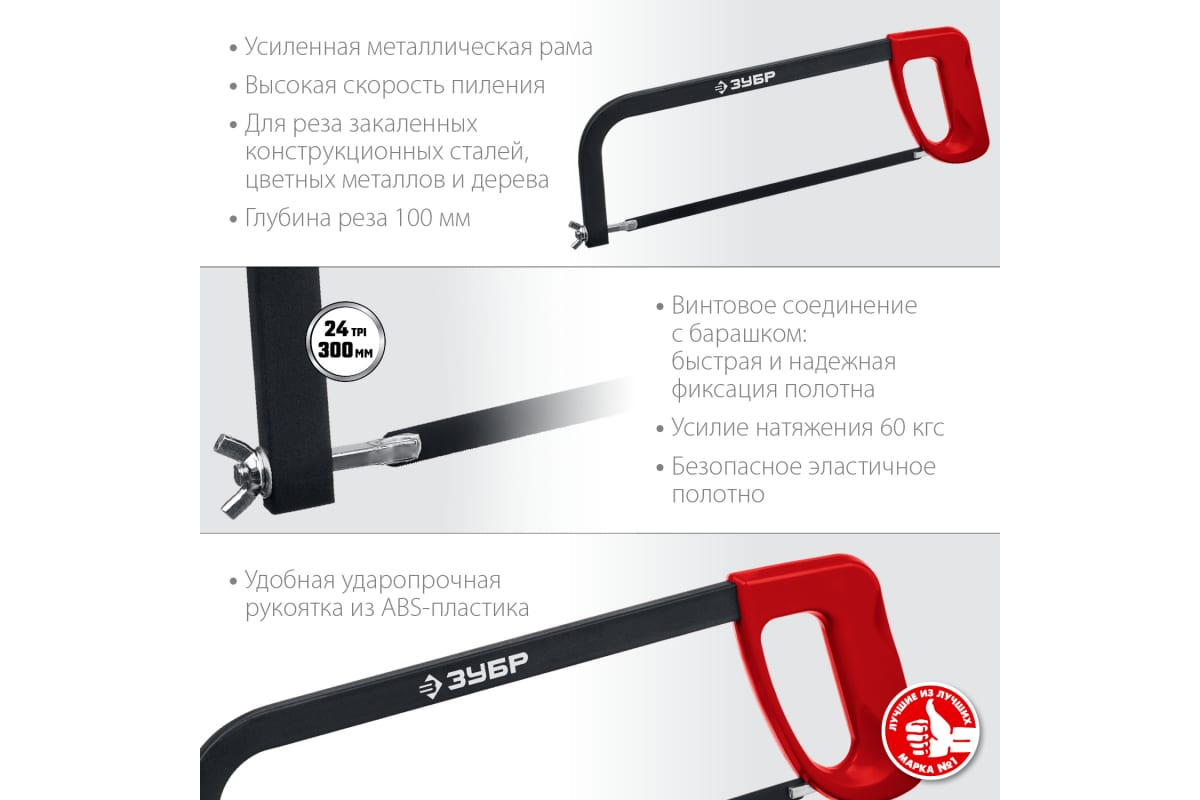 • Усиленная металлическая рама
• Высокая скорость пиления
• Для реза закаленных
конструкционных сталей,
цветных металлов и дерева
• Глубина реза 100 мм
ЗУБР
24 TPI
300 ММ
• Винтовое соединение
с барашком:
быстрая и надежная
фиксация полотна
• Усилие натяжения 60 кгс
• Безопасное эластичное
полотно
• Удобная ударопрочная
рукоятка из ABS-пластика
ЗУБР
ЛУЧШИЕ ИЗ ЛУЧШИХ
МАРКА №1